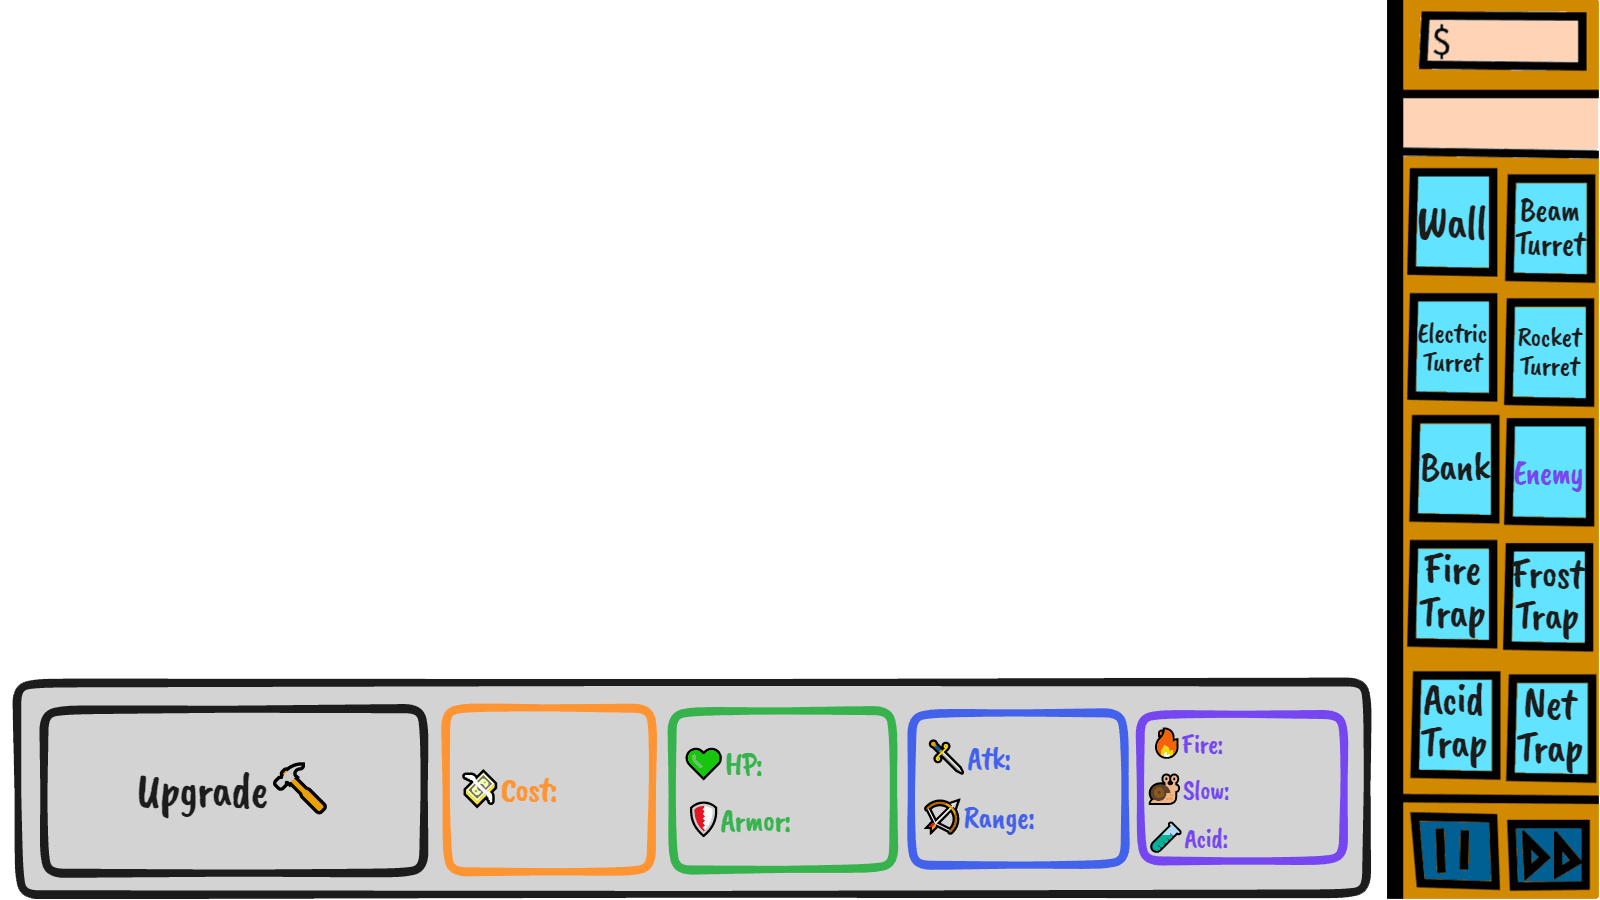 $
Wall
Beam
Turret
Electric
Turret
Rocket
Turret
Bank
Enemy
Fire
Trap
Frost
Trap
Acid
Trap
Net
Trap
Upgrade
Cost:
HP:
Armor:
Atk:
Range:
Fire:
Slow:
Acid: